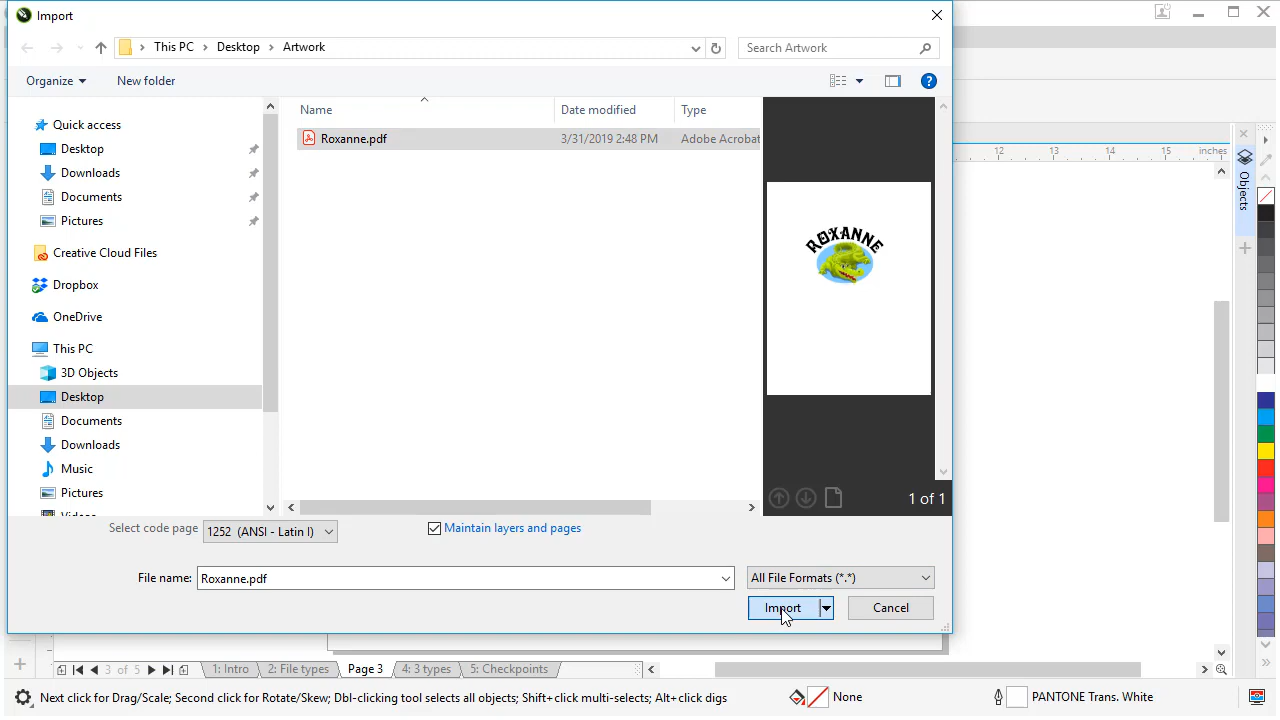 Import
This PC > Desktop > Artwork
Search Artwork
Organize
New folder
Name
Date modified
Type
Quick access
Desktop
Downloads
Documents
Pictures
Creative Cloud Files
Dropbox
OneDrive
This PC
3D Objects
Desktop
Documents
Downloads
Music
Pictures
Roxanne.pdf
3/31/2019 2:48 PM
Adobe Acrobat
ROXANNE
1 of 1
Select code page
1252 (ANSI - Latin I)
Maintain layers and pages
File name:
Roxanne.pdf
All File Formats (*.*)
Import
Cancel
12
13
14
15
inches
Objects
3 of 5
1: Intro
2: File types
Page 3
4: 3 types
5: Checkpoints
Next click for Drag/Scale; Second click for Rotate/Skew; Dbl-clicking tool selects all objects; Shift+click multi-selects; Alt+click digs
None
PANTONE Trans. White